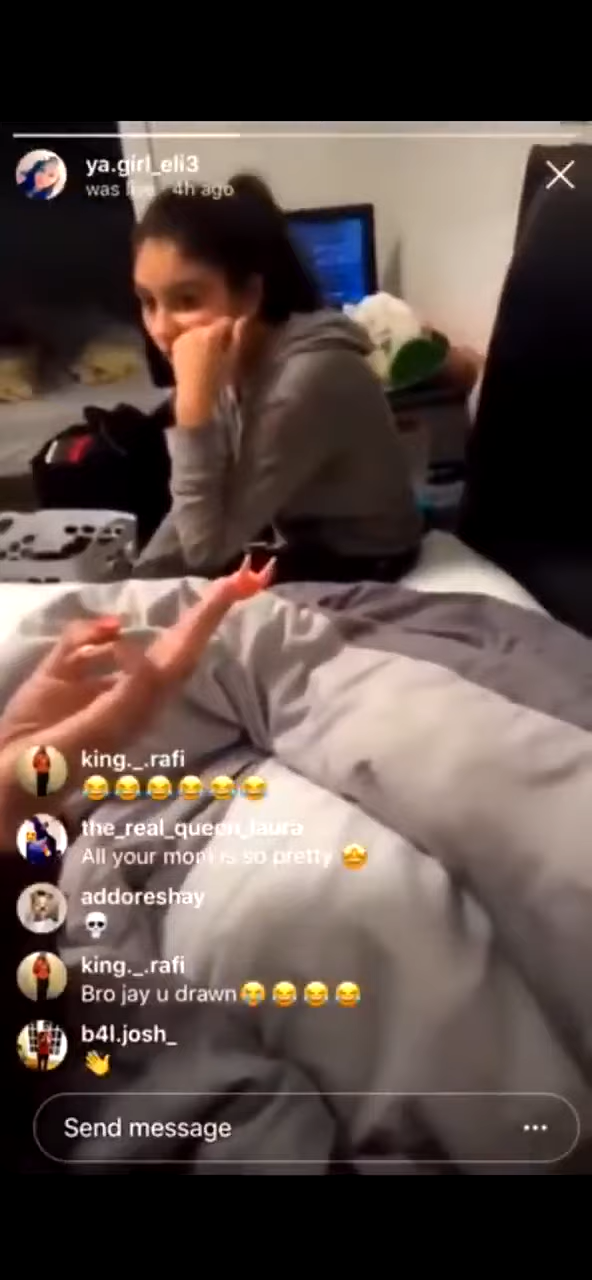 ya.girl_eli3
was live 4h ago
king._.rafi
😂😂😂😂😂😂
the_real_queen_laura
All your mom is so pretty 🤩
addoreshay
💀
king._.rafi
Bro jay u drawn😭😂😂😂
b4l.josh_
👋
Send message